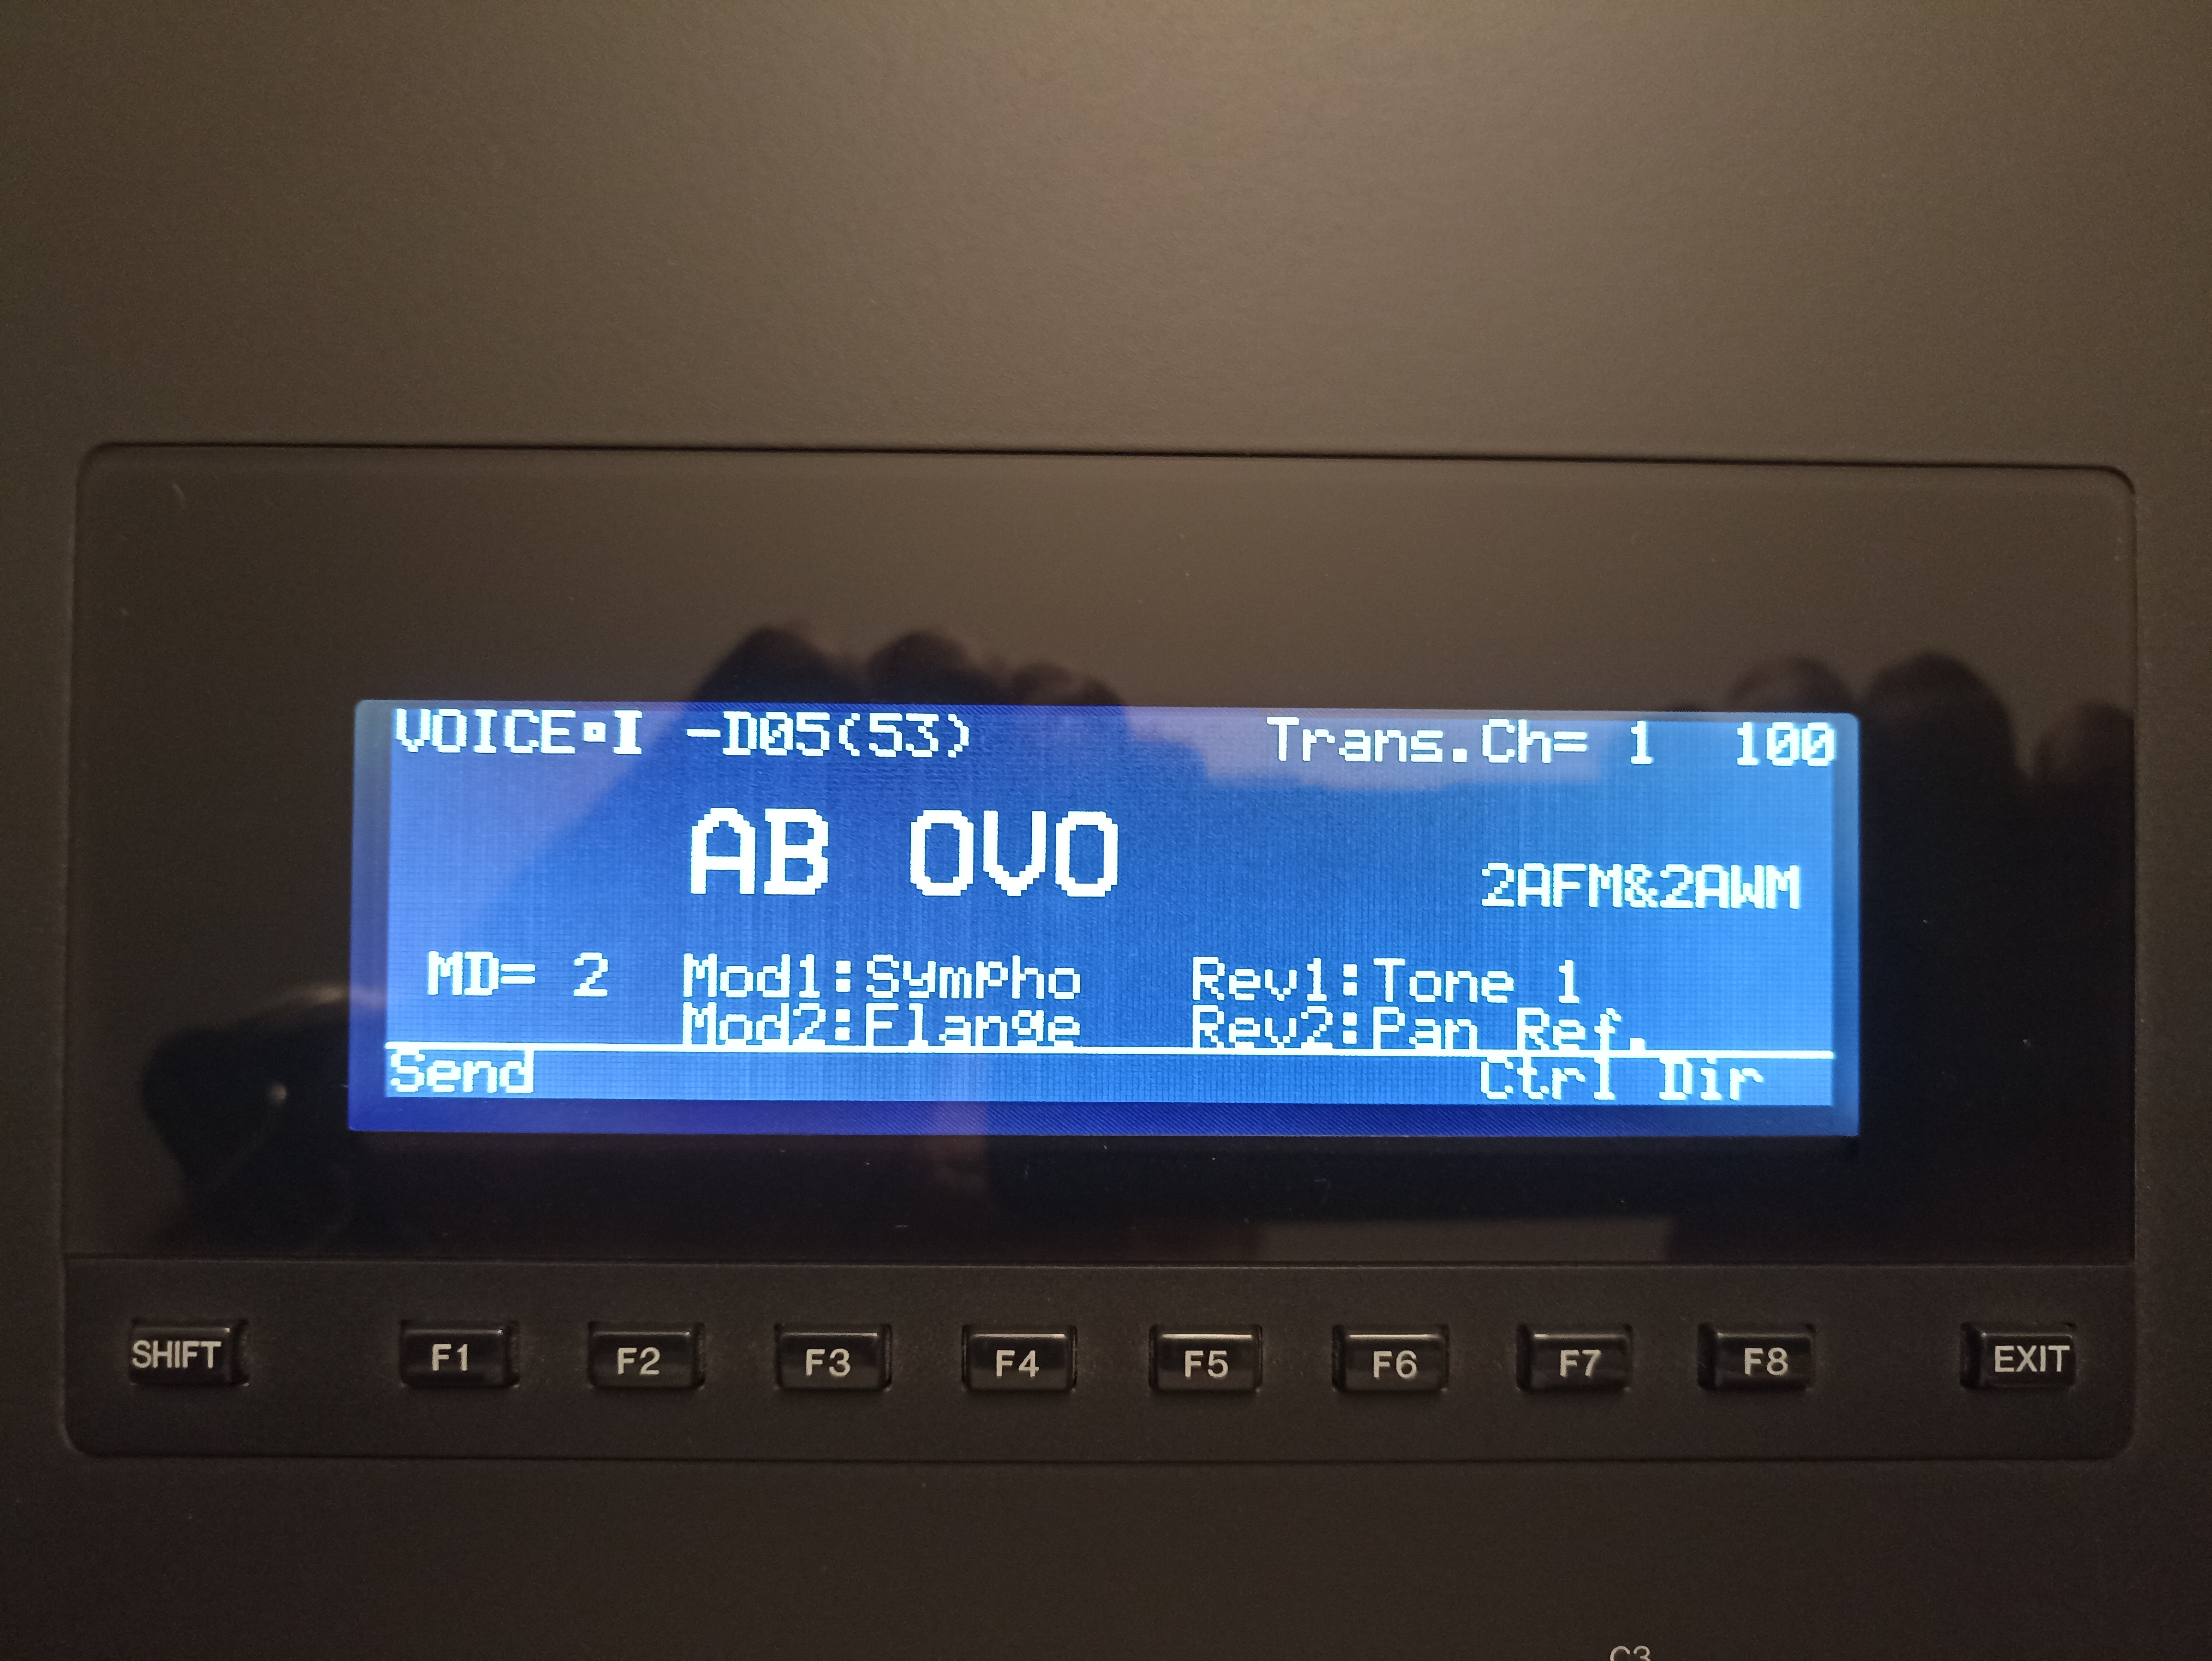 VOICE▫I -D05(53) Trans.Ch= 1 100
AB OVO
2AFM&2AWM
MD= 2 Mod1:Sympho Rev1:Tone 1
Mod2:Flange Rev2:Pan Ref.
Send Ctrl Dir
SHIFT F1 F2 F3 F4 F5 F6 F7 F8 EXIT
C3